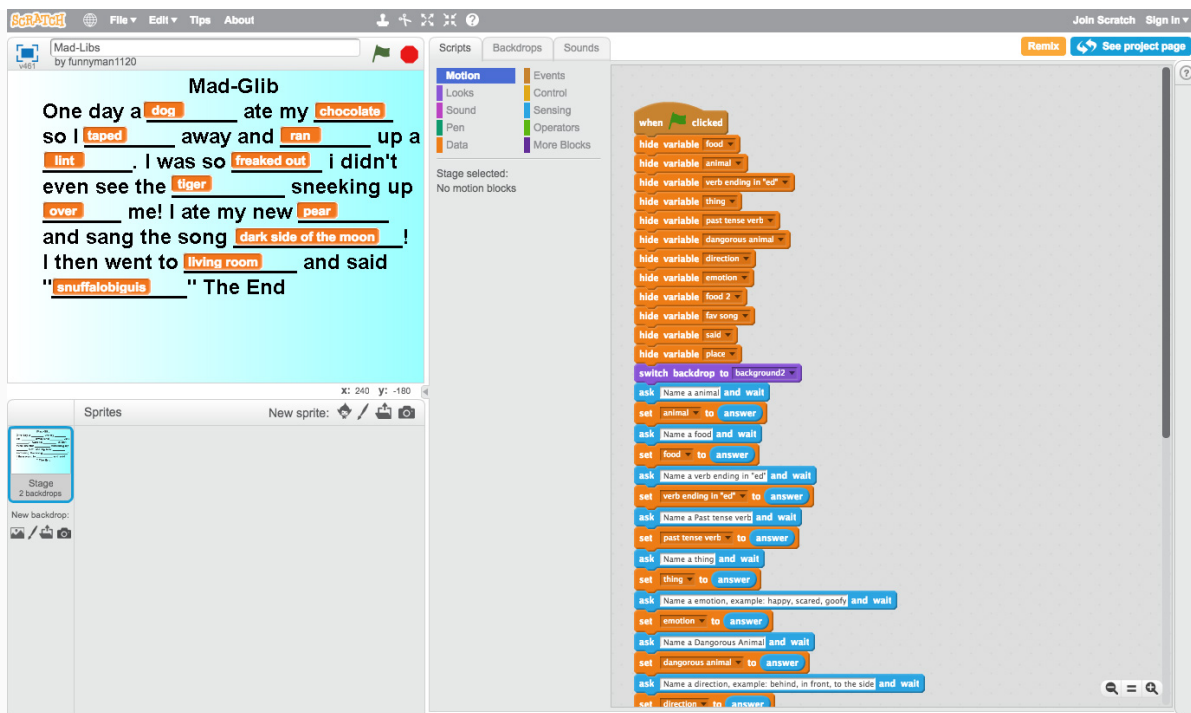 SCRATCH File Edit Tips About Join Scratch Sign in
Mad-Libs
by funnyman1120
v461
Scripts Backdrops Sounds
Remix See project page
Mad-Glib
One day a dog ate my chocolate
so I taped away and ran up a
lint . I was so freaked out i didn't
even see the tiger sneeking up
over me! I ate my new pear
and sang the song dark side of the moon !
I then went to living room and said
"snuffalobiguis" The End
x: 240 y: -180
Sprites New sprite:
Stage
2 backdrops
New backdrop:
Motion Events
Looks Control
Sound Sensing
Pen Operators
Data More Blocks
Stage selected:
No motion blocks
when clicked
hide variable food
hide variable animal
hide variable verb ending in "ed"
hide variable thing
hide variable past tense verb
hide variable dangorous animal
hide variable direction
hide variable emotion
hide variable food 2
hide variable fav song
hide variable said
hide variable place
switch backdrop to background2
ask Name a animal and wait
set animal to answer
ask Name a food and wait
set food to answer
ask Name a verb ending in "ed" and wait
set verb ending in "ed" to answer
ask Name a Past tense verb and wait
set past tense verb to answer
ask Name a thing and wait
set thing to answer
ask Name a emotion, example: happy, scared, goofy and wait
set emotion to answer
ask Name a Dangorous Animal and wait
set dangorous animal to answer
ask Name a direction, example: behind, in front, to the side and wait
set direction to answer